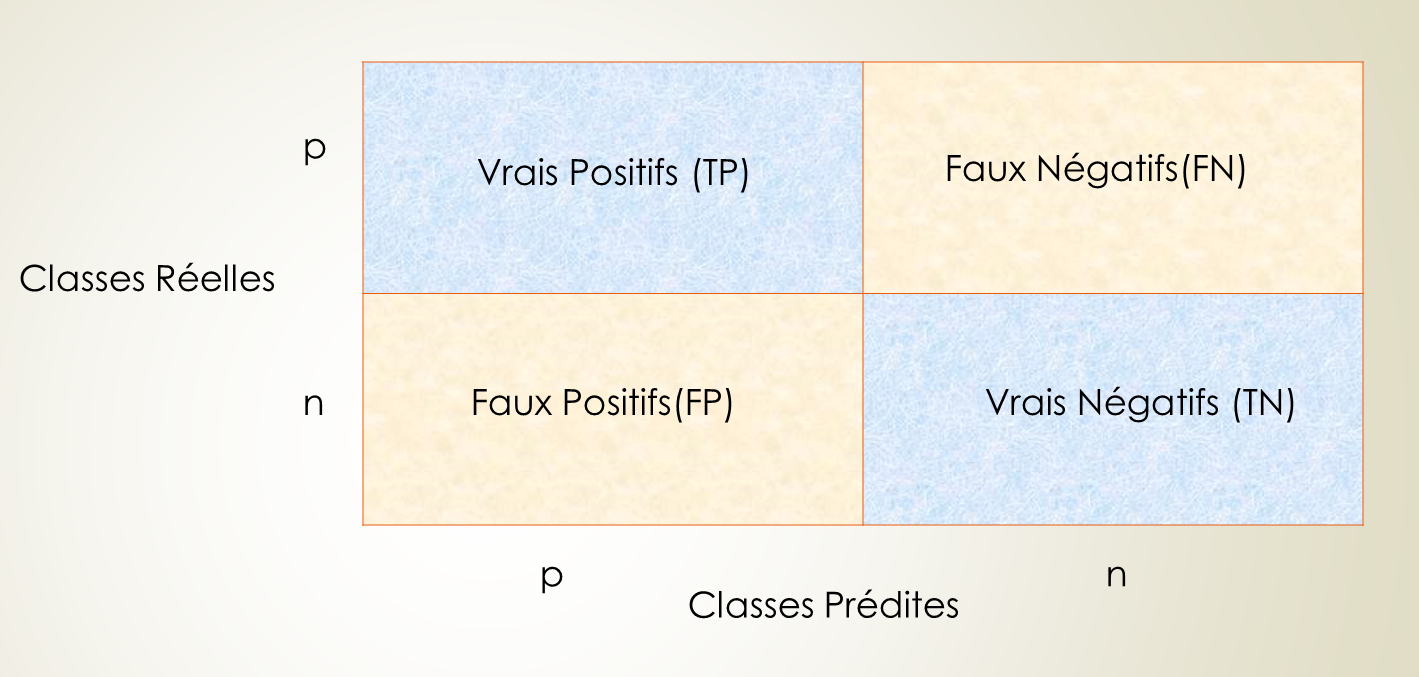 p
Vrais Positifs (TP)
Faux Négatifs(FN)
Classes Réelles
n
Faux Positifs(FP)
Vrais Négatifs (TN)
p
n
Classes Prédites